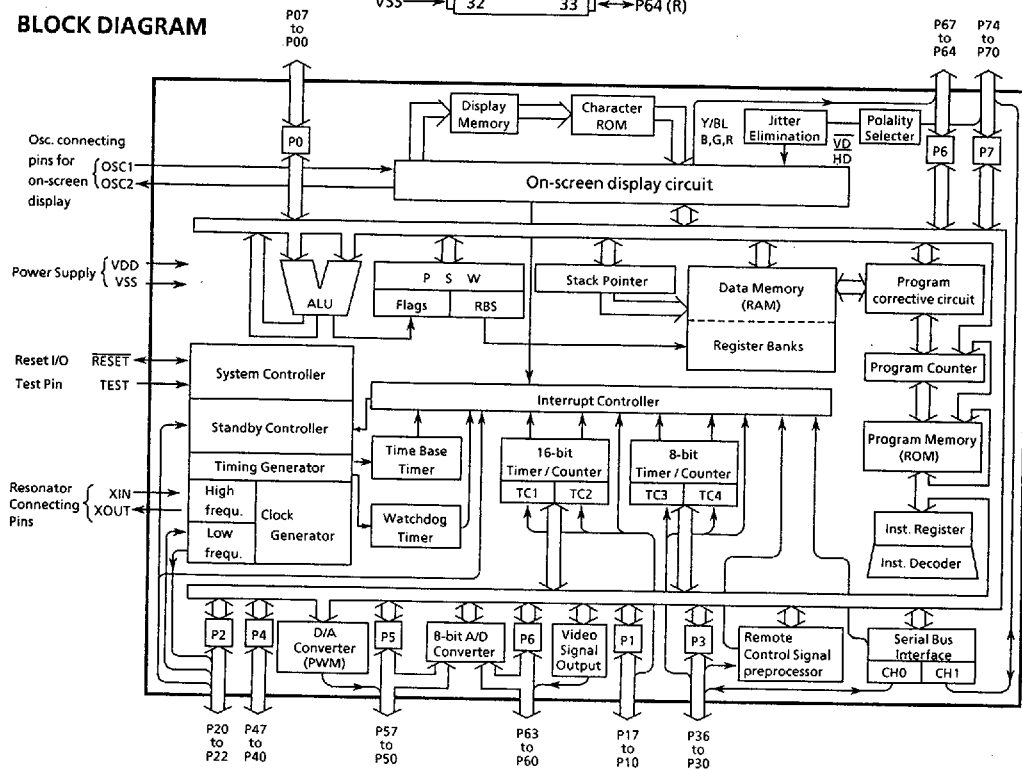 VSS 32 33 P64 (R)
BLOCK DIAGRAM
P07
to
P00
P67
to
P64
P74
to
P70
Display
Memory
Character
ROM
Y/BL
B,G,R
Jitter
Elimination
Polality
Selecter
VD
HD
Osc. connecting
pins for
on-screen
display
OSC1
OSC2
P0
P6
P7
On-screen display circuit
Power Supply
VDD
VSS
ALU
P S W
Flags
RBS
Stack Pointer
Data Memory
(RAM)
Register Banks
Program
corrective circuit
Program Counter
Program Memory
(ROM)
Inst. Register
Inst. Decoder
Reset I/O
RESET
Test Pin
TEST
System Controller
Standby Controller
Timing Generator
High
frequ.
Low
frequ.
Clock
Generator
Resonator
Connecting
Pins
XIN
XOUT
Interrupt Controller
Time Base
Timer
Watchdog
Timer
16-bit
Timer / Counter
TC1
TC2
8-bit
Timer / Counter
TC3
TC4
P2
P4
D/A
Converter
(PWM)
P5
8-bit A/D
Converter
P6
Video
Signal
Output
P1
P3
Remote
Control Signal
preprocessor
Serial Bus
Interface
CH0
CH1
P20
to
P22
P47
to
P40
P57
to
P50
P63
to
P60
P17
to
P10
P36
to
P30